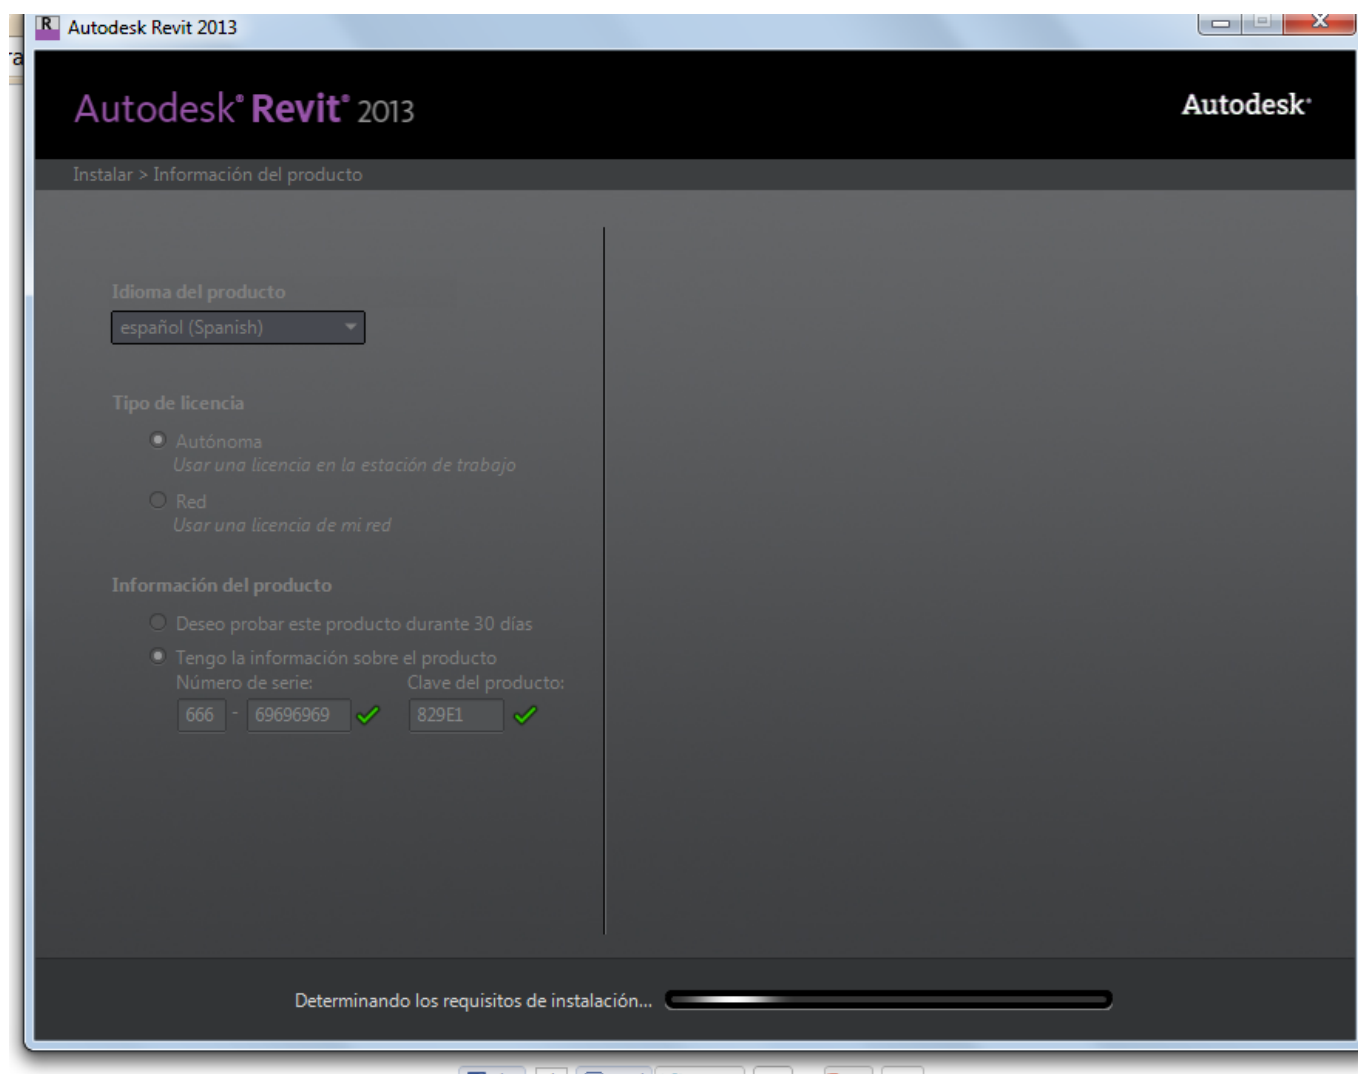 R Autodesk Revit 2013
Autodesk® Revit® 2013
Autodesk®
Instalar > Información del producto
Idioma del producto
español (Spanish)
Tipo de licencia
Autónoma
Usar una licencia en la estación de trabajo
Red
Usar una licencia de mi red
Información del producto
Deseo probar este producto durante 30 días
Tengo la información sobre el producto
Número de serie: Clave del producto:
666 - 69696969 829E1
Determinando los requisitos de instalación...